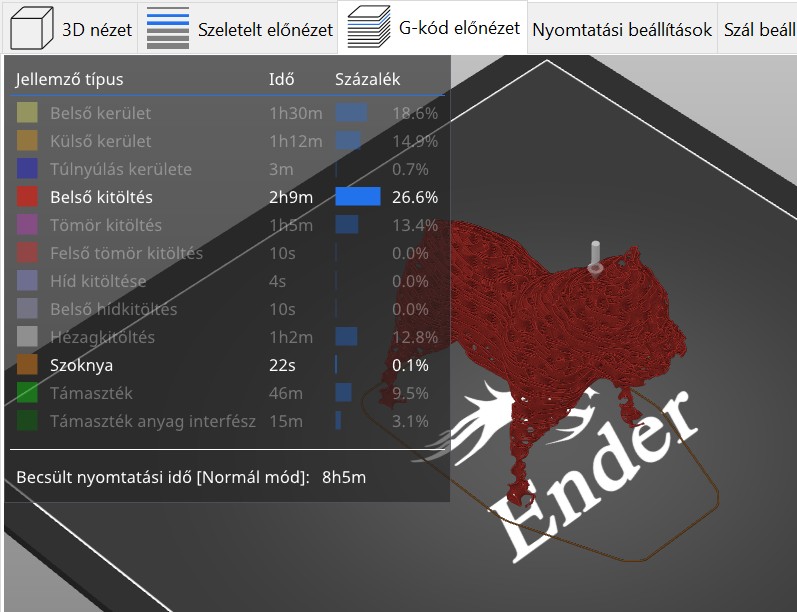 3D nézet Szeletelt előnézet G-kód előnézet Nyomtatási beállítások Szál beáll
Jellemző típus Idő Százalék
Belső kerület 1h30m 18.6%
Külső kerület 1h12m 14.9%
Túlnyúlás kerülete 3m 0.7%
Belső kitöltés 2h9m 26.6%
Tömör kitöltés 1h5m 13.4%
Felső tömör kitöltés 10s 0.0%
Híd kitöltése 4s 0.0%
Belső hídkitöltés 10s 0.0%
Hézagkitöltés 1h2m 12.8%
Szoknya 22s 0.1%
Támaszték 46m 9.5%
Támaszték anyag interfész 15m 3.1%
Becsült nyomtatási idő [Normál mód]: 8h5m
Ender